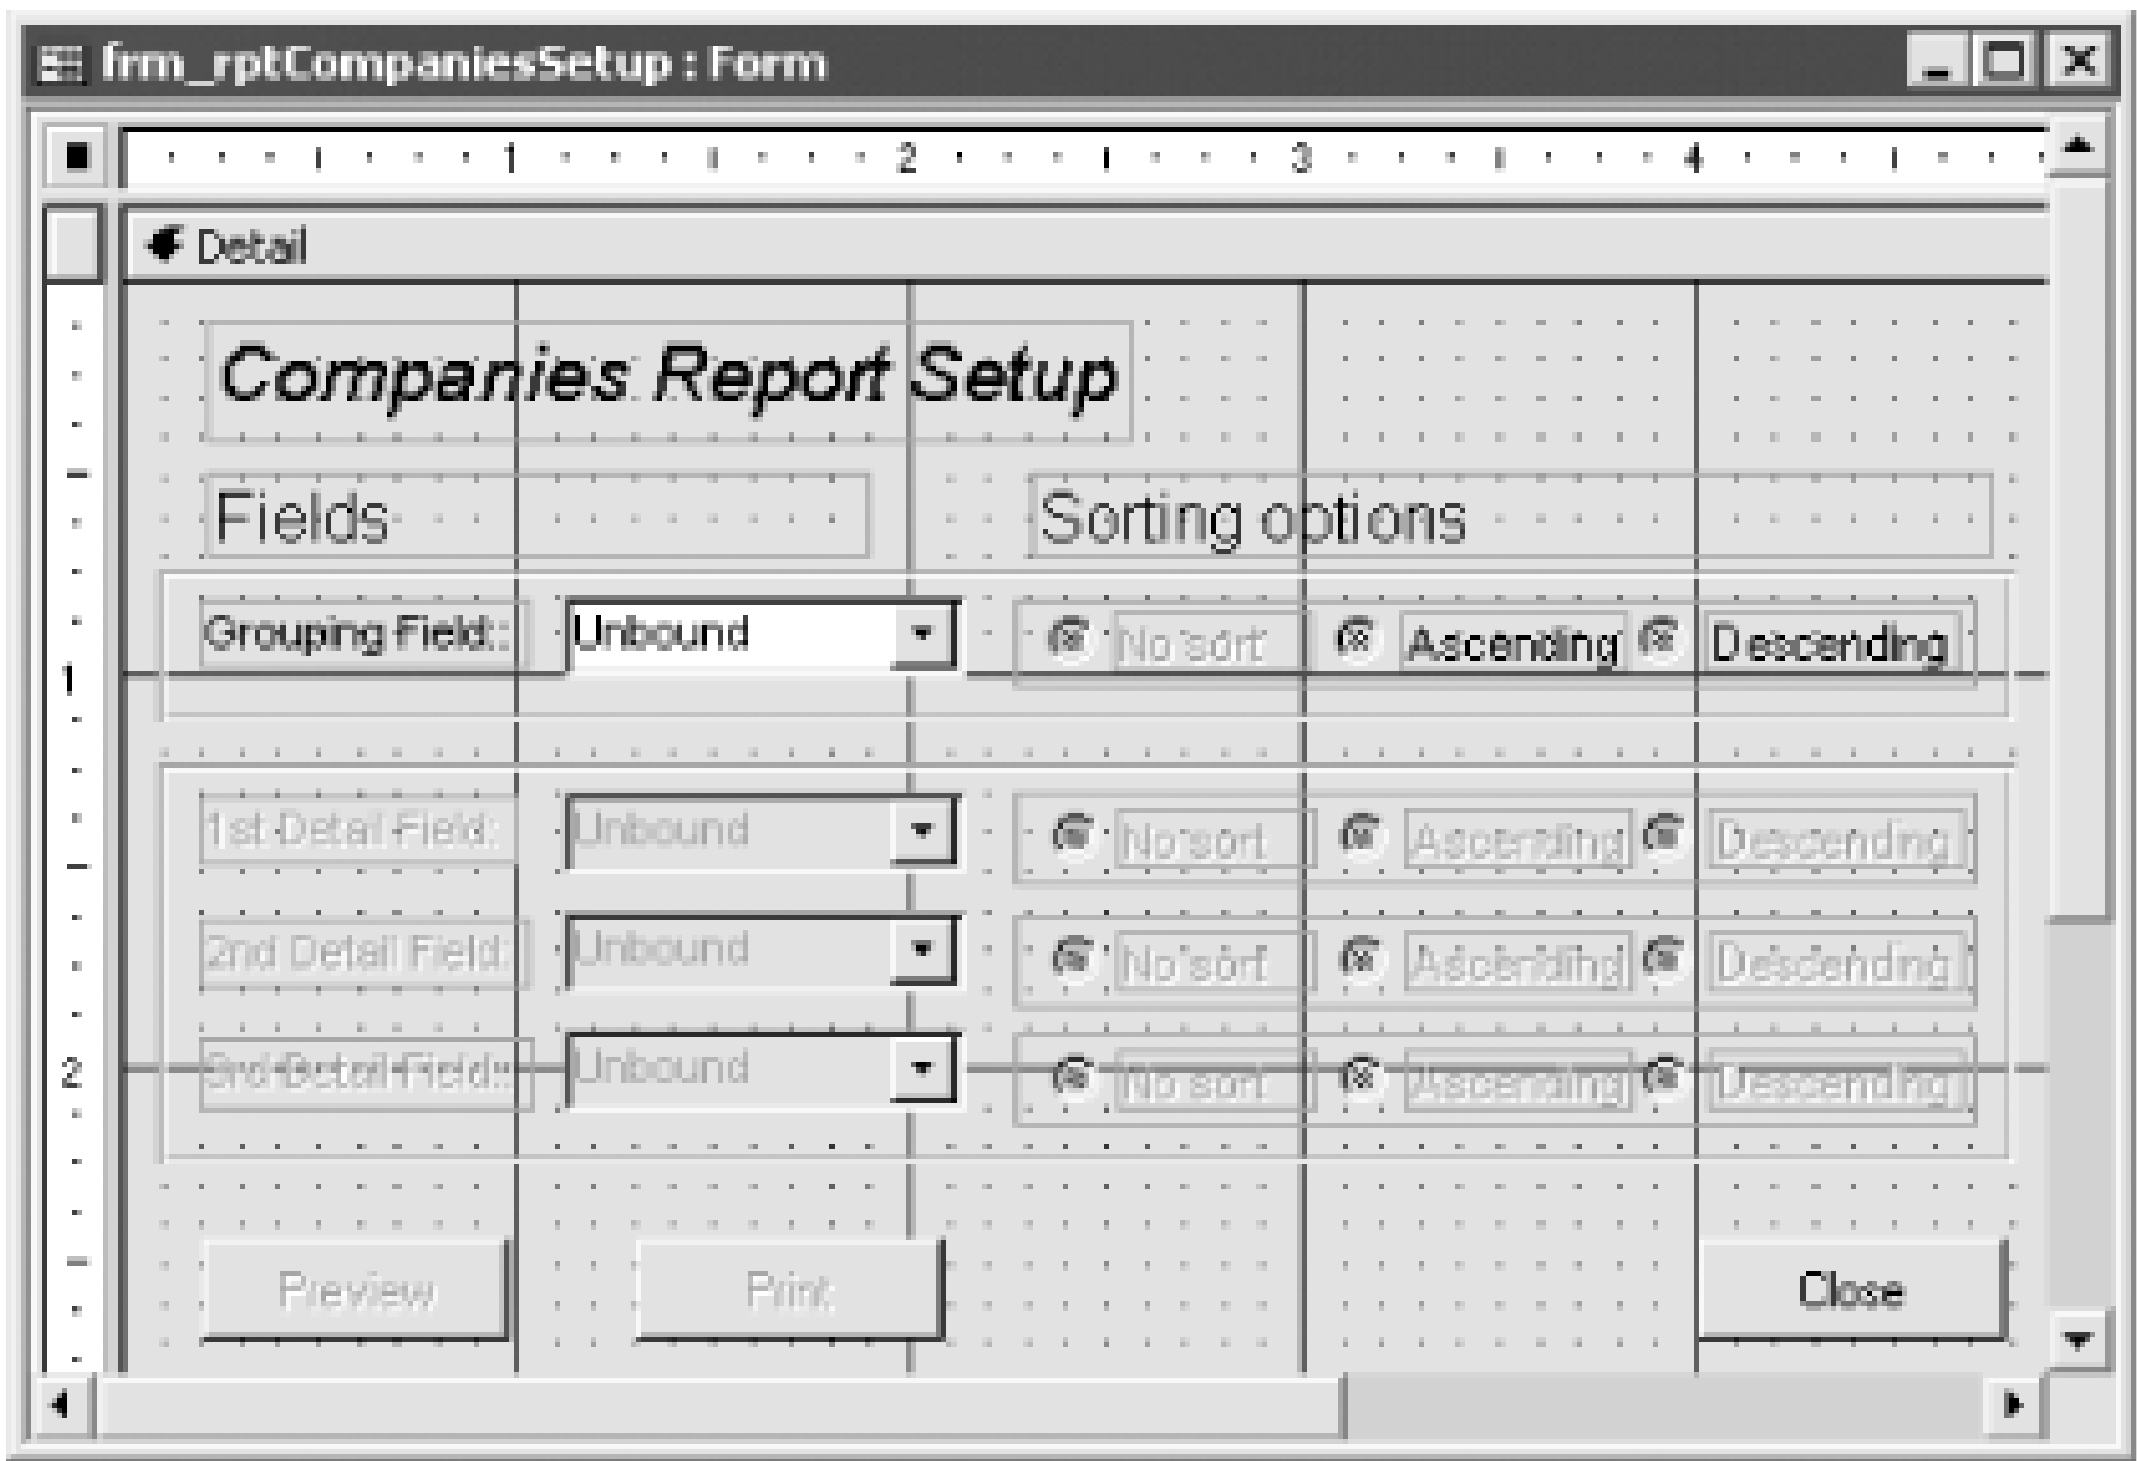 frm_rptCompaniesSetup : Form
1 2 3 4
Detail
Companies Report Setup
Fields Sorting options
Grouping Field: Unbound No sort Ascending Descending
1
1st Detail Field: Unbound No sort Ascending Descending
2nd Detail Field: Unbound No sort Ascending Descending
2 3rd Detail Field: Unbound No sort Ascending Descending
Preview Print Close